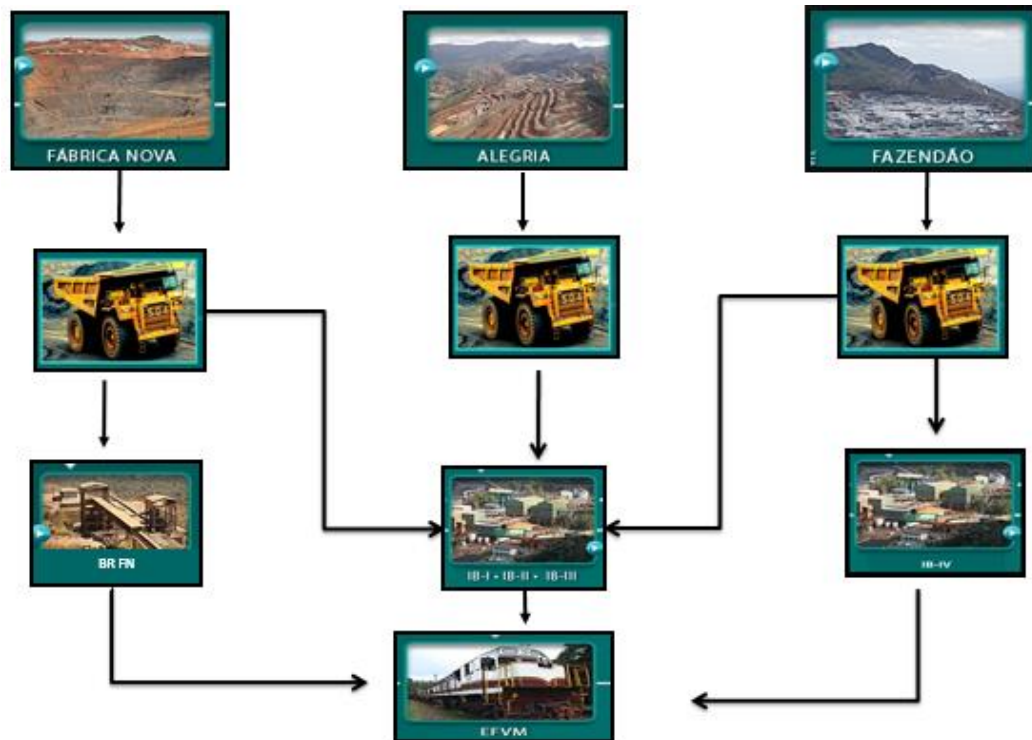 FÁBRICA NOVA
ALEGRIA
FAZENDÃO
BR FN
IB-I • IB-II • IB-III
IB-IV
EFVM